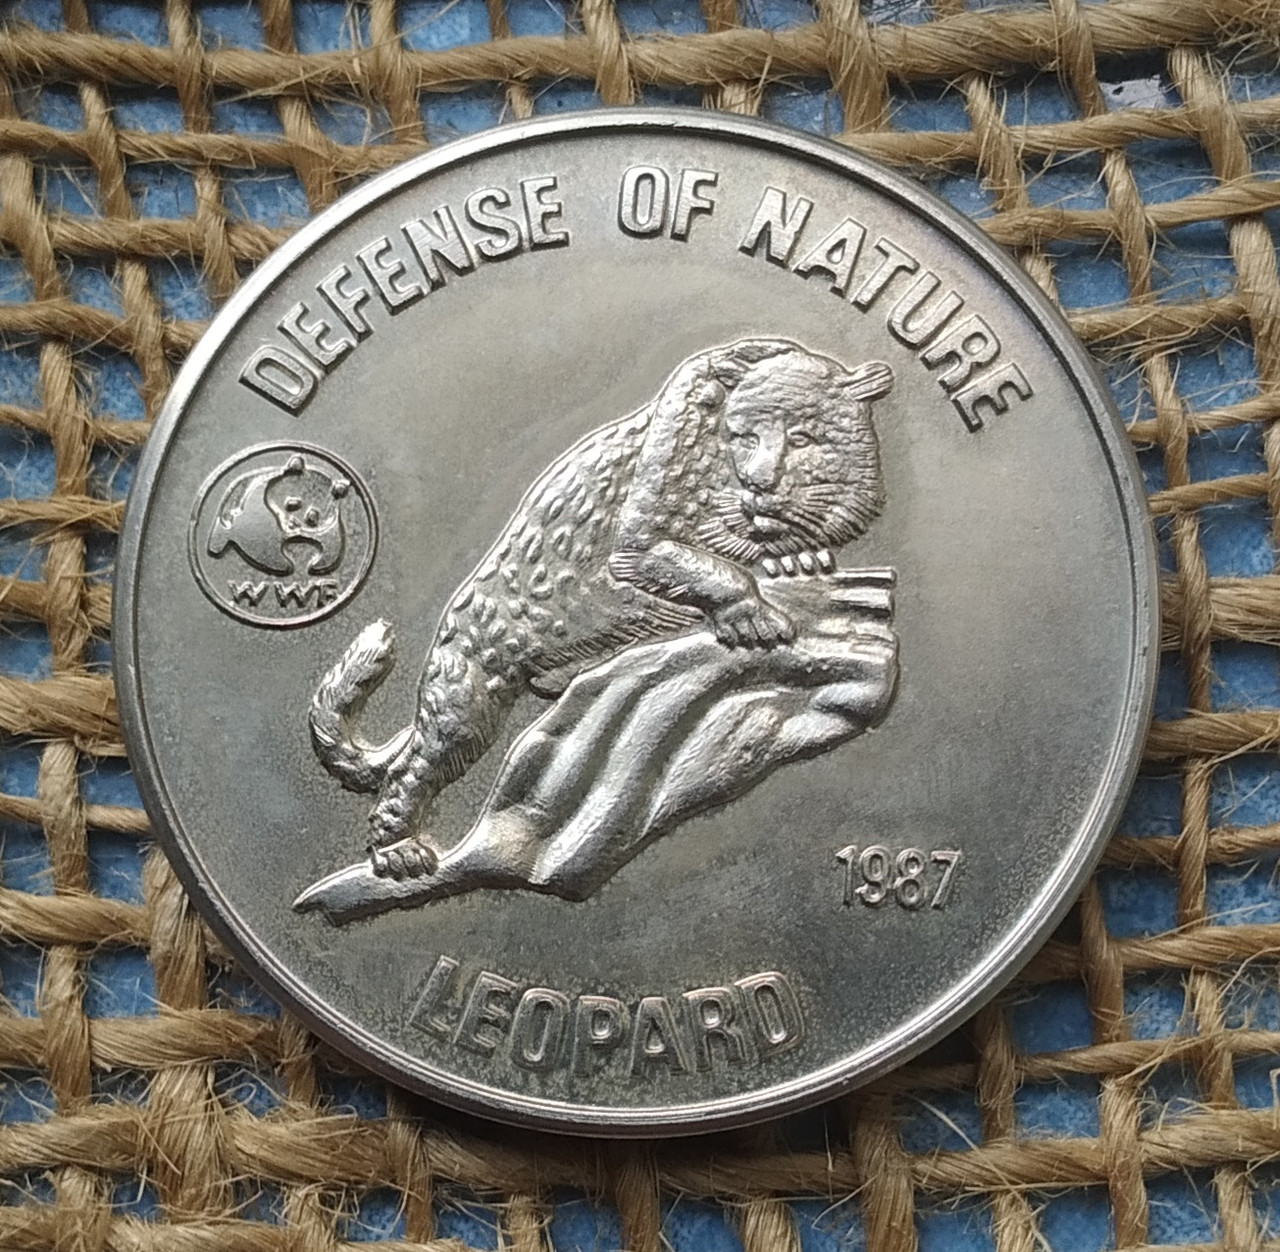 DEFENSE OF NATURE
WWF
1987
LEOPARD